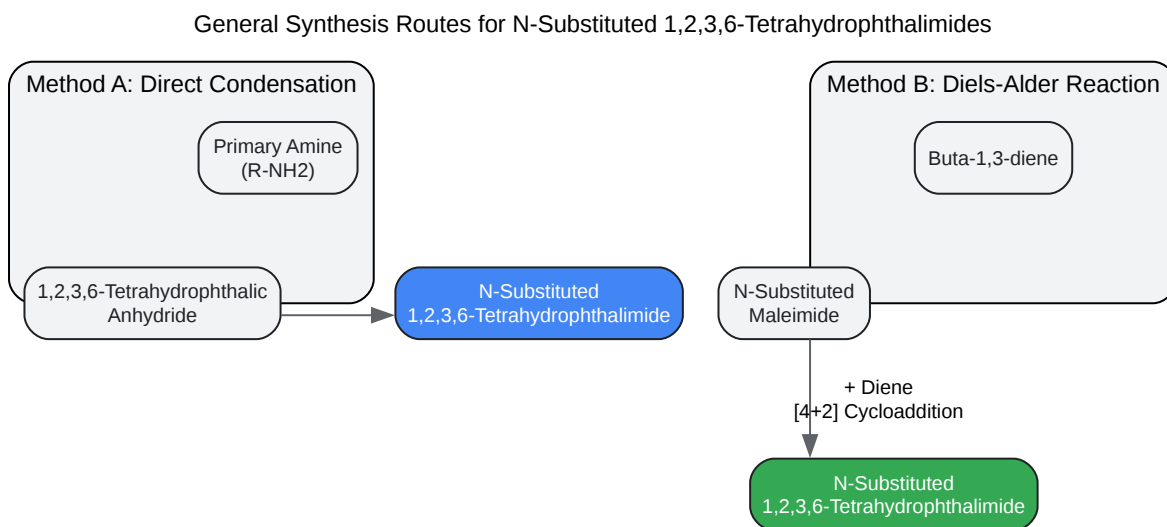 General Synthesis Routes for N-Substituted 1,2,3,6-Tetrahydrophthalimides
Method A: Direct Condensation
Primary Amine
(R-NH2)
1,2,3,6-Tetrahydrophthalic
Anhydride
N-Substituted
1,2,3,6-Tetrahydrophthalimide
Method B: Diels-Alder Reaction
Buta-1,3-diene
N-Substituted
Maleimide
+ Diene
[4+2] Cycloaddition
N-Substituted
1,2,3,6-Tetrahydrophthalimide